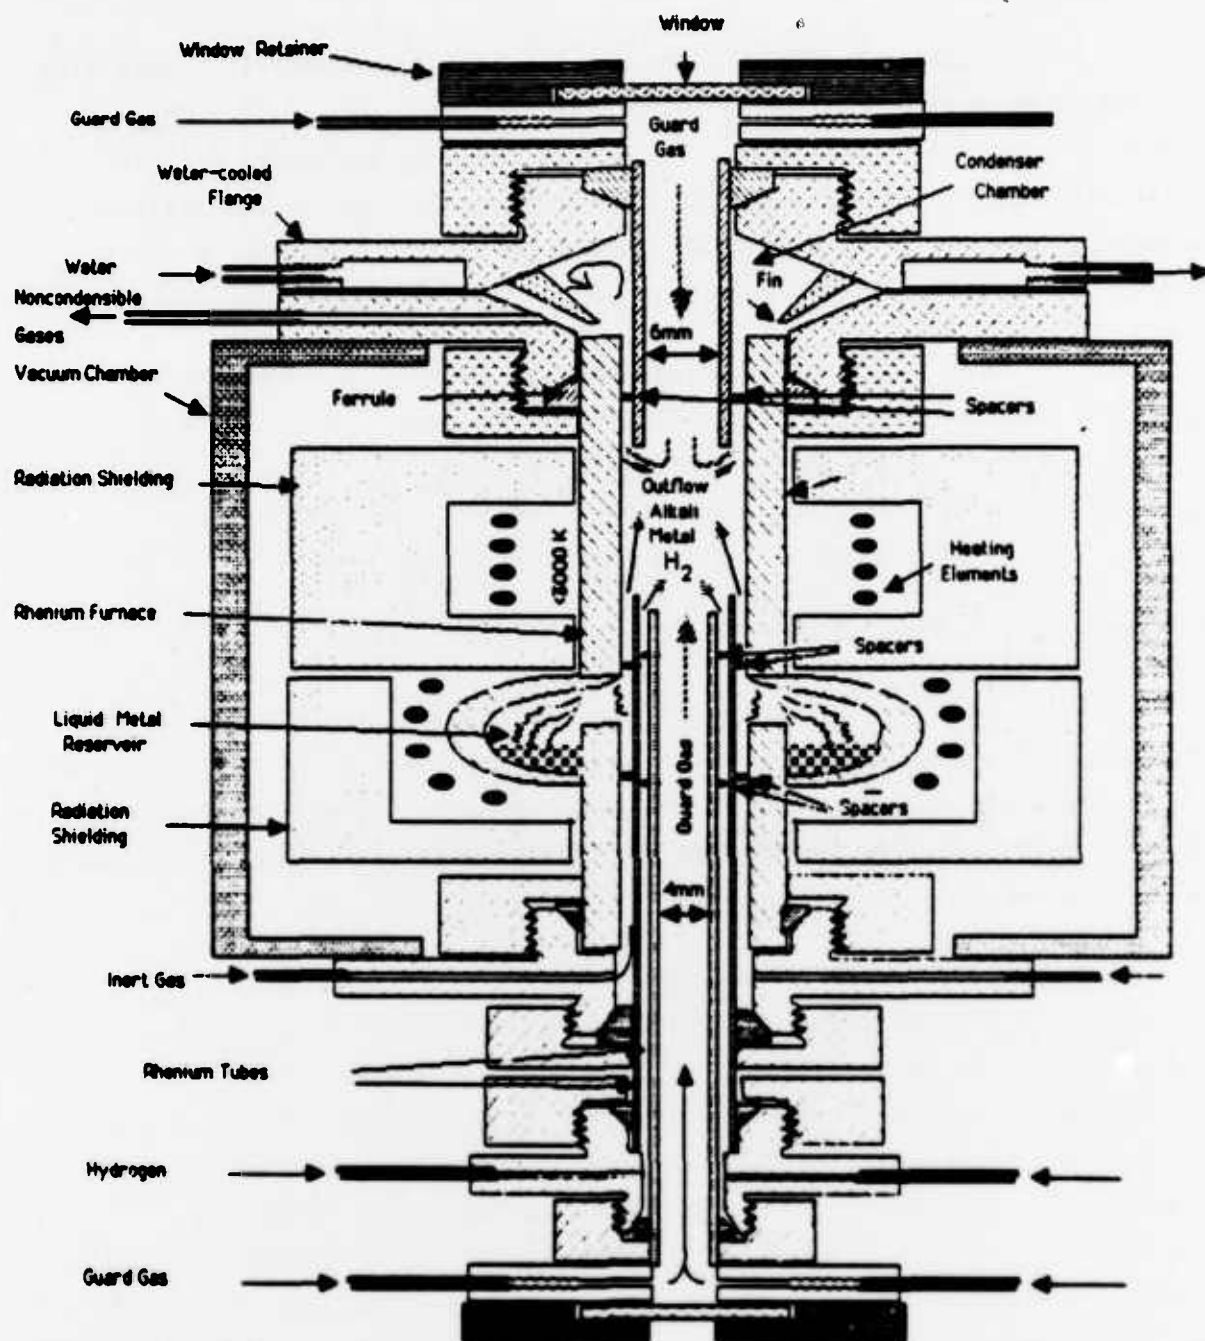 Window
Window Retainer
Guard Gas
Guard
Gas
Condenser
Chamber
Water-cooled
Flange
Water
Fin
Noncondensible
Gases
6mm
Vacuum Chamber
Ferrule
Spacers
Radiation Shielding
Outflow
Alkali
Metal
H2
<3000 K
Heating
Elements
Rhenium Furnace
Spacers
Liquid Metal
Reservoir
Guard Gas
Spacers
Radiation
Shielding
4mm
Inert Gas
Rhenium Tubes
Hydrogen
Guard Gas